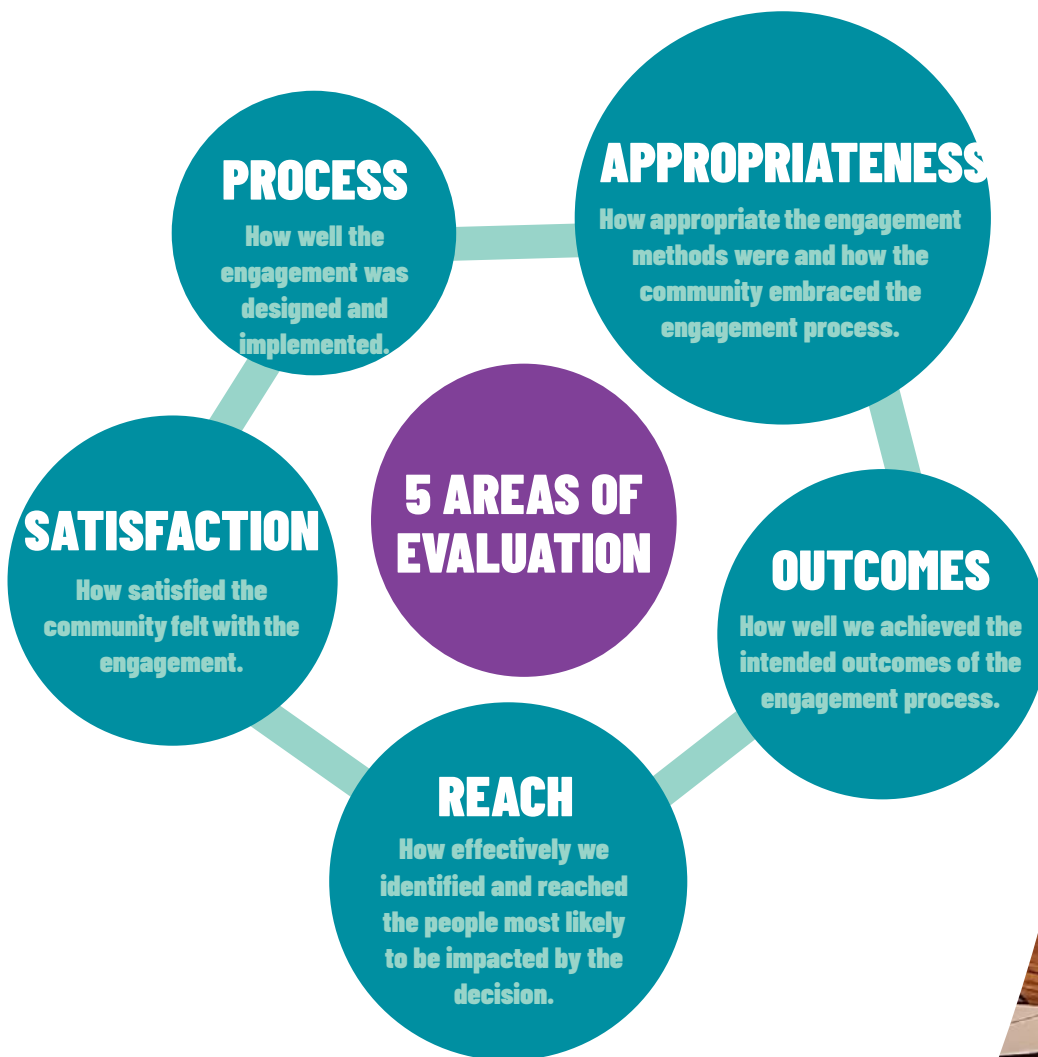 PROCESS
How well the
engagement was
designed and
implemented.
APPROPRIATENESS
How appropriate the engagement
methods were and how the
community embraced the
engagement process.
5 AREAS OF
EVALUATION
SATISFACTION
How satisfied the
community felt with the
engagement.
OUTCOMES
How well we achieved the
intended outcomes of the
engagement process.
REACH
How effectively we
identified and reached
the people most likely
to be impacted by the
decision.